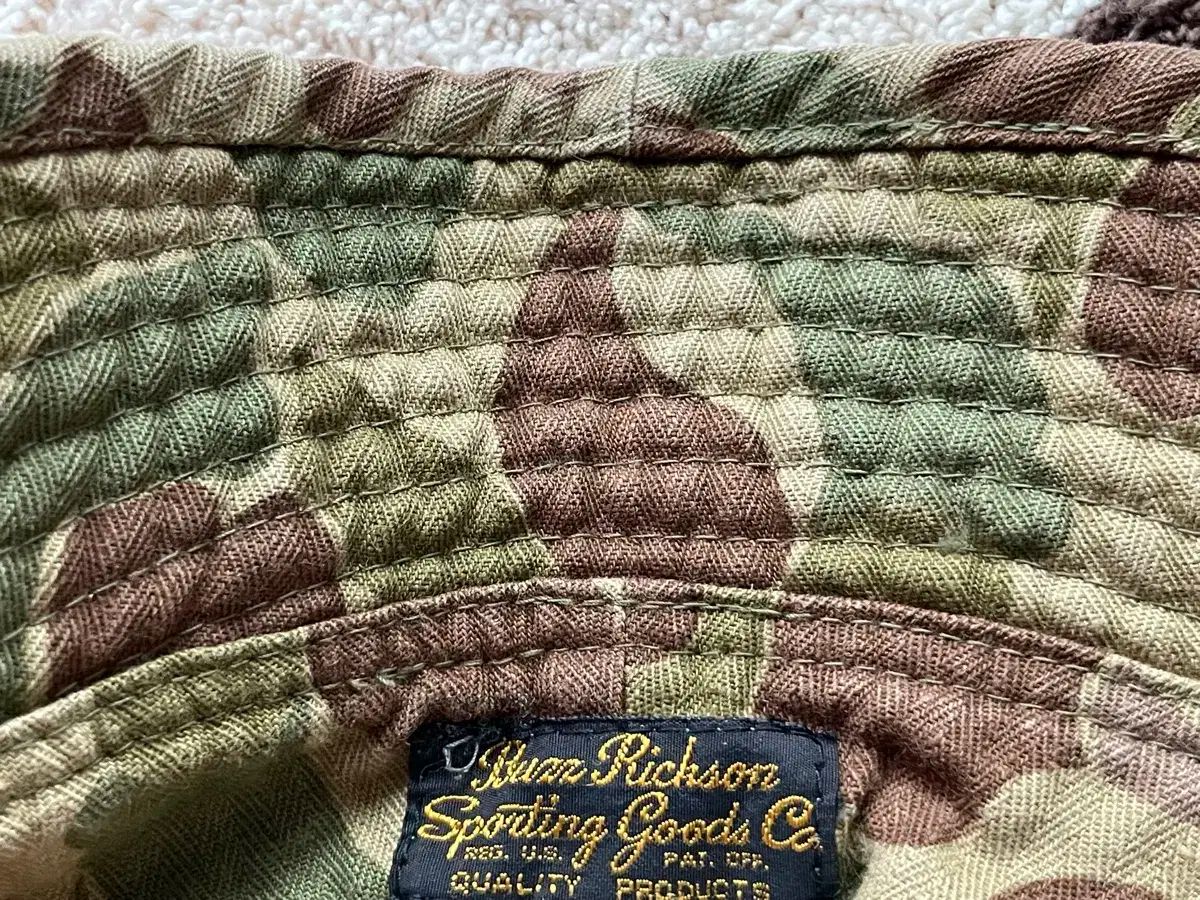 Buzz Rickson
Sporting Goods Co.
REG. U.S. PAT. OFF.
QUALITY PRODUCTS